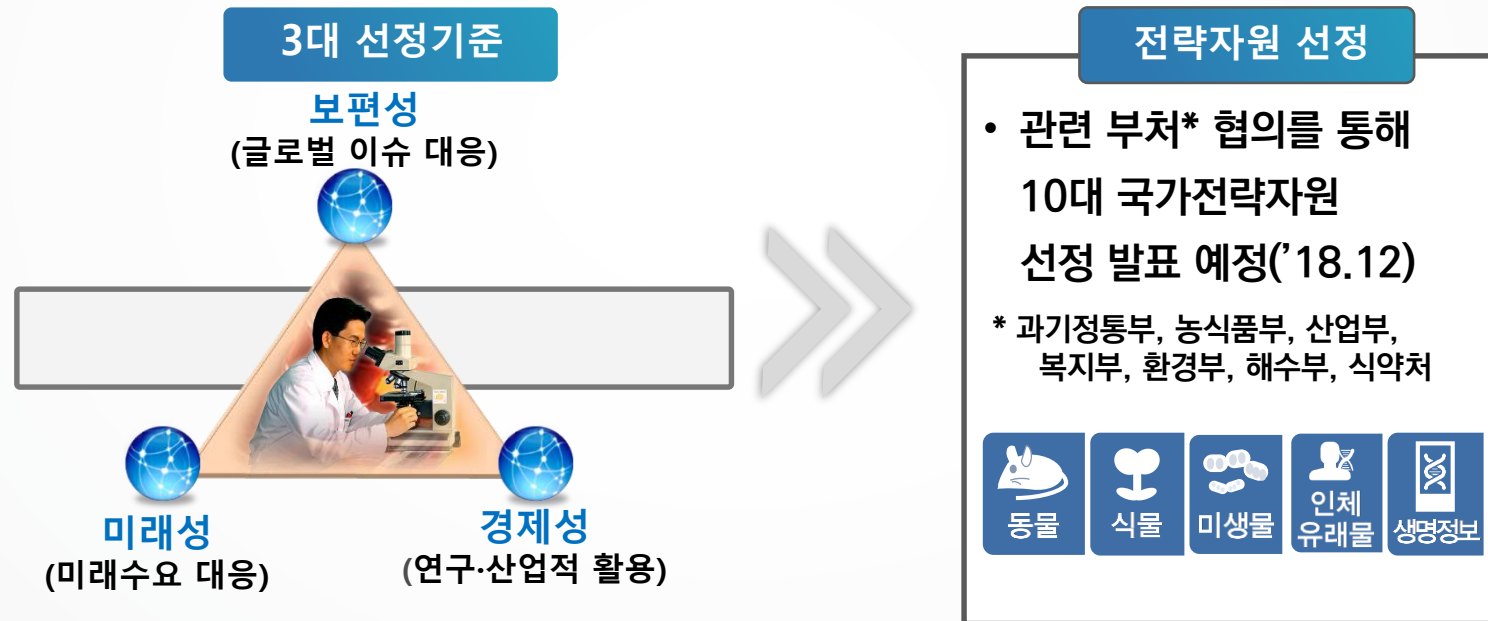 3대 선정기준
보편성
(글로벌 이슈 대응)
미래성
(미래수요 대응)
경제성
(연구·산업적 활용)
전략자원 선정
• 관련 부처* 협의를 통해
10대 국가전략자원
선정 발표 예정(’18.12)
* 과기정통부, 농식품부, 산업부,
복지부, 환경부, 해수부, 식약처
동물
식물
미생물
인체
유래물
생명정보